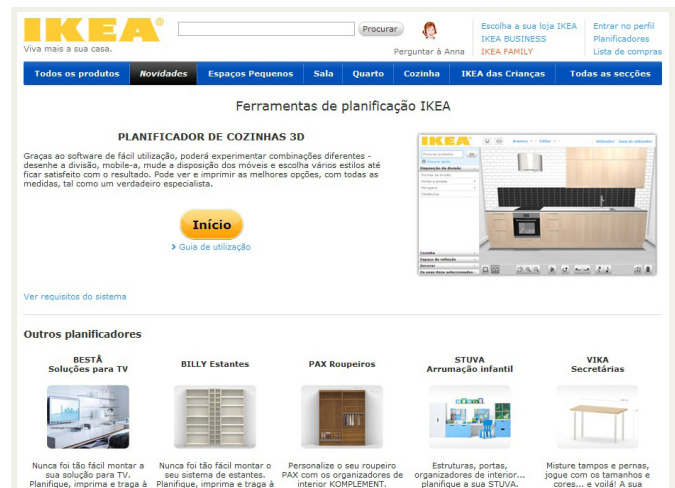 IKEA®
Viva mais a sua casa.
Procurar
Perguntar à Anna
Escolha a sua loja IKEA
IKEA BUSINESS
IKEA FAMILY
Entrar no perfil
Planificadores
Lista de compras
Todos os produtos Novidades Espaços Pequenos Sala Quarto Cozinha IKEA das Crianças Todas as secções
Ferramentas de planificação IKEA
PLANIFICADOR DE COZINHAS 3D
Graças ao software de fácil utilização, poderá experimentar combinações diferentes -
desenhe a divisão, mobile-a, mude a disposição dos móveis e escolha vários estilos até
ficar satisfeito com o resultado. Pode ver e imprimir as melhores opções, com todas as
medidas, tal como um verdadeiro especialista.
Início
Guia de utilização
IKEA
Disposição da divisão
Cozinha
Espaço de refeição
Decorar
Ver requisitos do sistema
Outros planificadores
BESTÅ
Soluções para TV
Nunca foi tão fácil montar a
sua solução para TV.
Planifique, imprima e traga à
BILLY Estantes
Nunca foi tão fácil montar o
seu sistema de estantes.
Planifique, imprima e traga à
PAX Roupeiros
Personalize o seu roupeiro
PAX com os organizadores de
interior KOMPLEMENT.
STUVA
Arrumação infantil
Estruturas, portas,
organizadores de interior...
planifique a sua STUVA.
VIKA
Secretárias
Misture tampos e pernas,
jogue com os tamanhos e
cores... e voilá! A sua